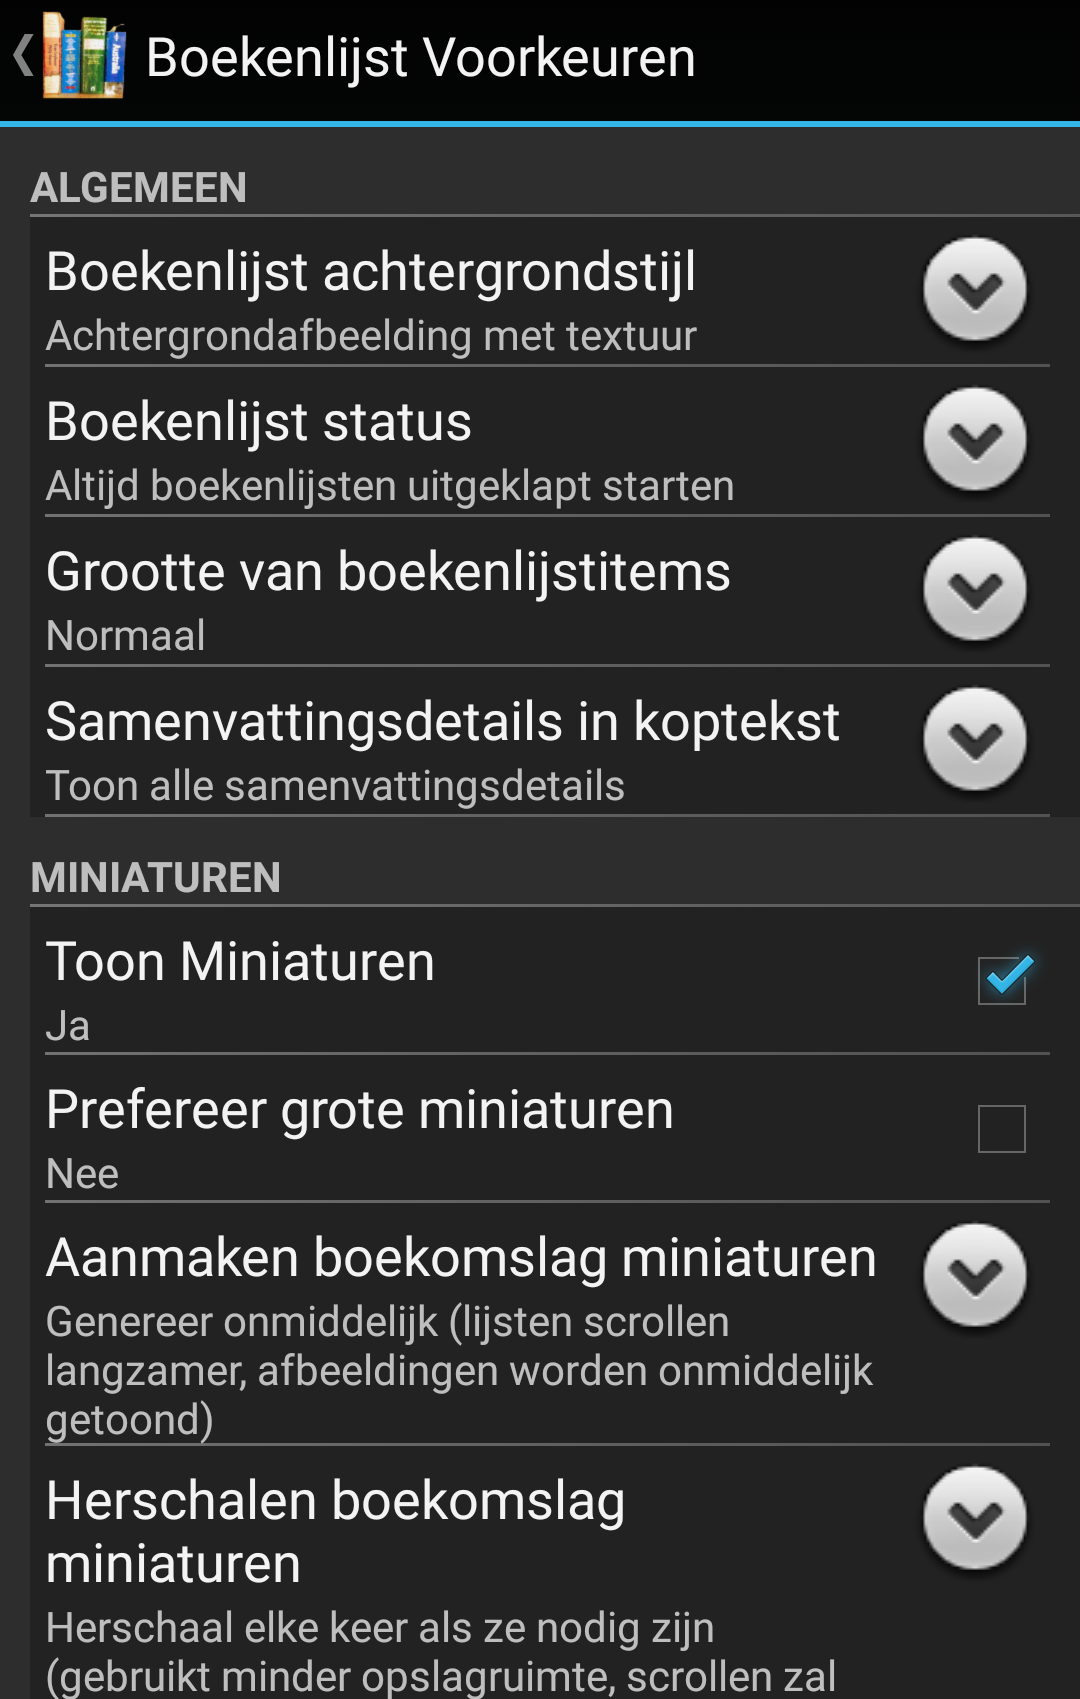 Boekenlijst Voorkeuren
ALGEMEEN
Boekenlijst achtergrondstijl
Achtergrondafbeelding met textuur
Boekenlijst status
Altijd boekenlijsten uitgeklapt starten
Grootte van boekenlijstitems
Normaal
Samenvattingsdetails in koptekst
Toon alle samenvattingsdetails
MINIATUREN
Toon Miniaturen
Ja
Prefereer grote miniaturen
Nee
Aanmaken boekomslag miniaturen
Genereer onmiddelijk (lijsten scrollen
langzamer, afbeeldingen worden onmiddelijk
getoond)
Herschalen boekomslag
miniaturen
Herschaal elke keer als ze nodig zijn
(gebruikt minder opslagruimte, scrollen zal